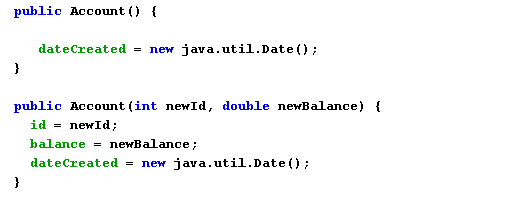 public Account() {
dateCreated = new java.util.Date();
}
public Account(int newId, double newBalance) {
id = newId;
balance = newBalance;
dateCreated = new java.util.Date();
}